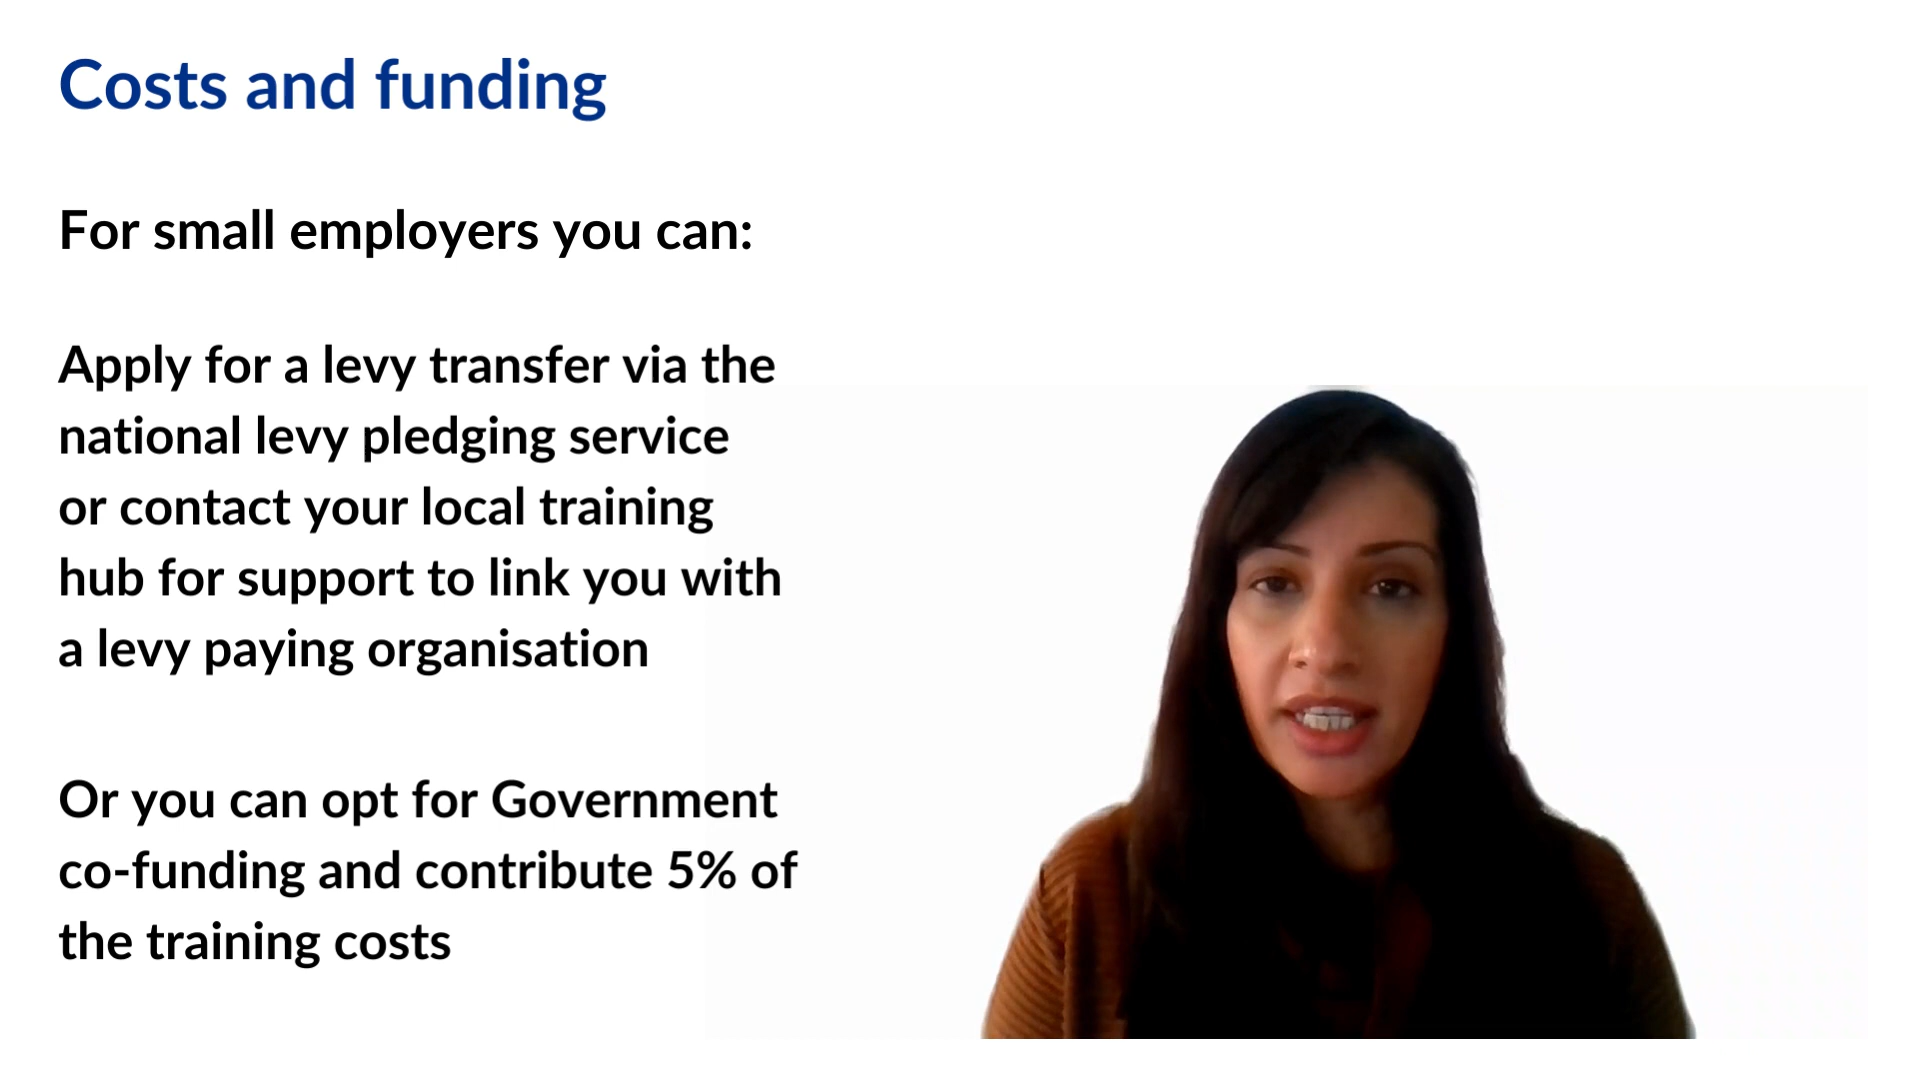 Costs and funding
For small employers you can:
Apply for a levy transfer via the
national levy pledging service
or contact your local training
hub for support to link you with
a levy paying organisation
Or you can opt for Government
co-funding and contribute 5% of
the training costs